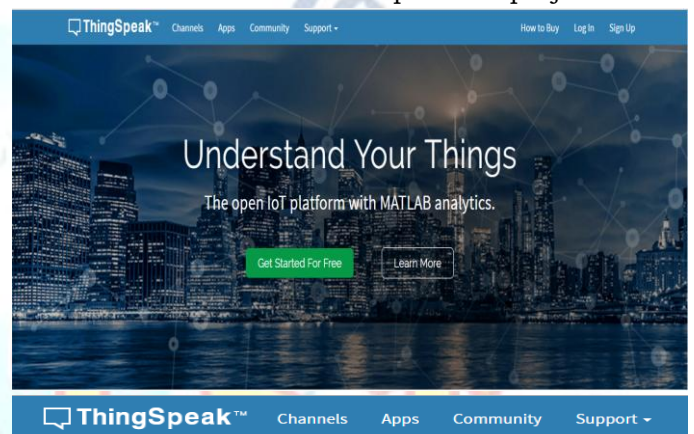 ThingSpeak™ Channels Apps Community Support How to Buy Log In Sign Up
Understand Your Things
The open IoT platform with MATLAB analytics.
Get Started For Free Learn More
ThingSpeak™ Channels Apps Community Support